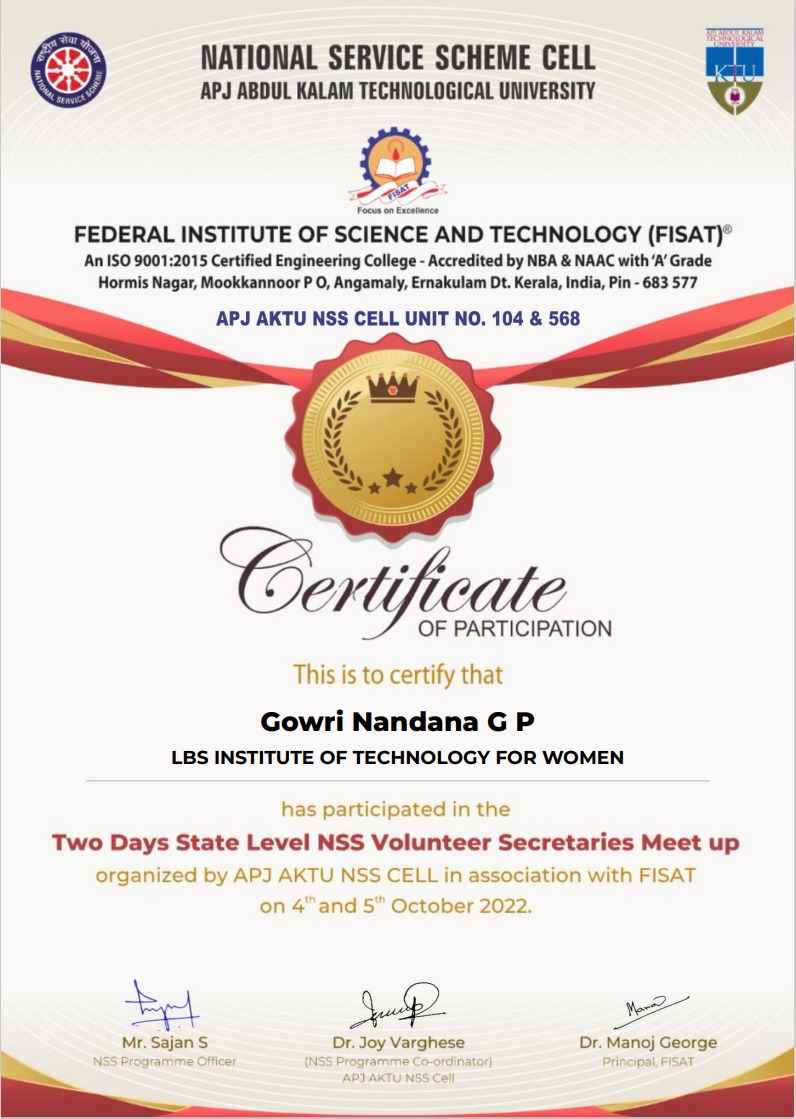 राष्ट्रीय सेवा योजना
NATIONAL SERVICE SCHEME
NATIONAL SERVICE SCHEME CELL
APJ ABDUL KALAM TECHNOLOGICAL UNIVERSITY
APJ ABDUL KALAM
TECHNOLOGICAL
UNIVERSITY
KTU
FISAT
Focus on Excellence
FEDERAL INSTITUTE OF SCIENCE AND TECHNOLOGY (FISAT)®
An ISO 9001:2015 Certified Engineering College - Accredited by NBA & NAAC with ‘A’ Grade
Hormis Nagar, Mookkannoor P O, Angamaly, Ernakulam Dt. Kerala, India, Pin - 683 577
APJ AKTU NSS CELL UNIT NO. 104 & 568
Certificate
OF PARTICIPATION
This is to certify that
Gowri Nandana G P
LBS INSTITUTE OF TECHNOLOGY FOR WOMEN
has participated in the
Two Days State Level NSS Volunteer Secretaries Meet up
organized by APJ AKTU NSS CELL in association with FISAT
on 4th and 5th October 2022.
Mr. Sajan S
NSS Programme Officer
Dr. Joy Varghese
(NSS Programme Co-ordinator)
APJ AKTU NSS Cell
Dr. Manoj George
Principal, FISAT